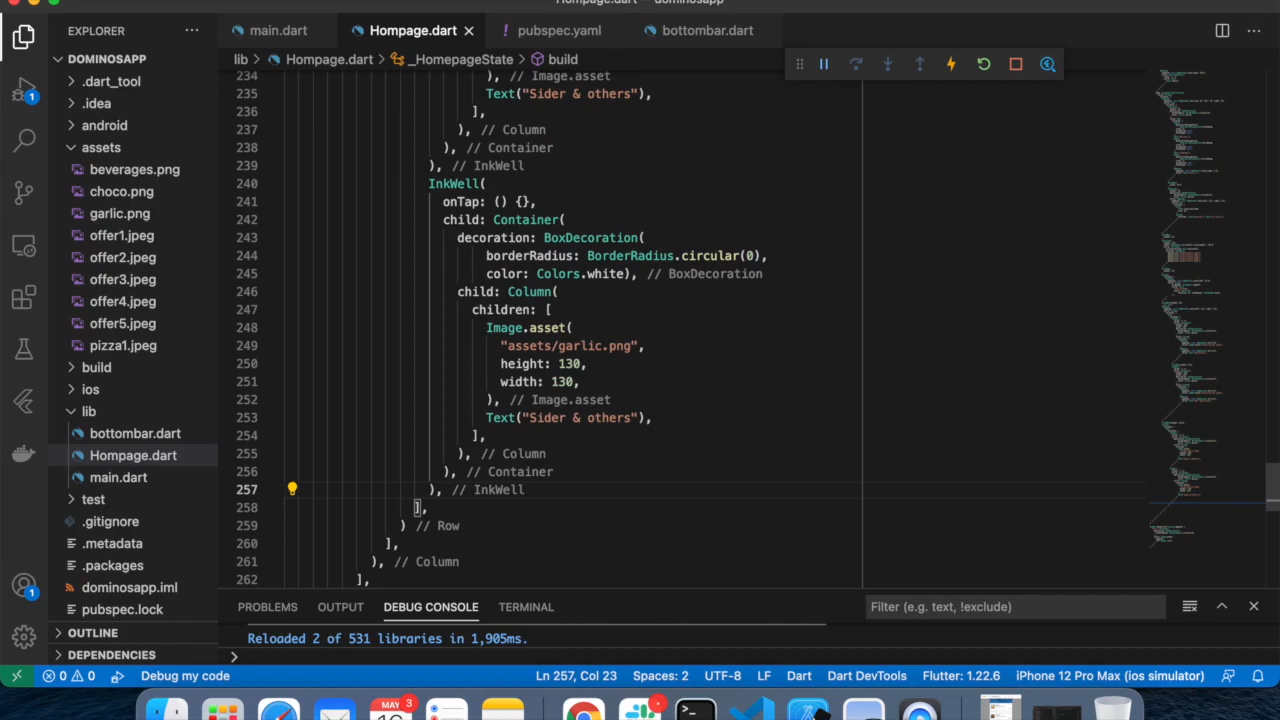 Hompage.dart — dominosapp
EXPLORER
main.dart
Hompage.dart
pubspec.yaml
bottombar.dart
lib > Hompage.dart > _HomepageState > build
DOMINOSAPP
.dart_tool
.idea
android
assets
beverages.png
choco.png
garlic.png
offer1.jpeg
offer2.jpeg
offer3.jpeg
offer4.jpeg
offer5.jpeg
pizza1.jpeg
build
ios
lib
bottombar.dart
Hompage.dart
main.dart
test
.gitignore
.metadata
.packages
dominosapp.iml
pubspec.lock
OUTLINE
DEPENDENCIES
1
1
234 ), // Image.asset
235 Text("Sider & others"),
236 ],
237 ), // Column
238 ), // Container
239 ), // InkWell
240 InkWell(
241 onTap: () {},
242 child: Container(
243 decoration: BoxDecoration(
244 borderRadius: BorderRadius.circular(0),
245 color: Colors.white), // BoxDecoration
246 child: Column(
247 children: [
248 Image.asset(
249 "assets/garlic.png",
250 height: 130,
251 width: 130,
252 ), // Image.asset
253 Text("Sider & others"),
254 ],
255 ), // Column
256 ), // Container
257 ), // InkWell
258 ],
259 ) // Row
260 ],
261 ), // Column
262 ],
PROBLEMS OUTPUT DEBUG CONSOLE TERMINAL
Filter (e.g. text, !exclude)
Reloaded 2 of 531 libraries in 1,905ms.
>
0 0 Debug my code
Ln 257, Col 23 Spaces: 2 UTF-8 LF Dart Dart DevTools Flutter: 1.22.6 iPhone 12 Pro Max (ios simulator)
MAY
3